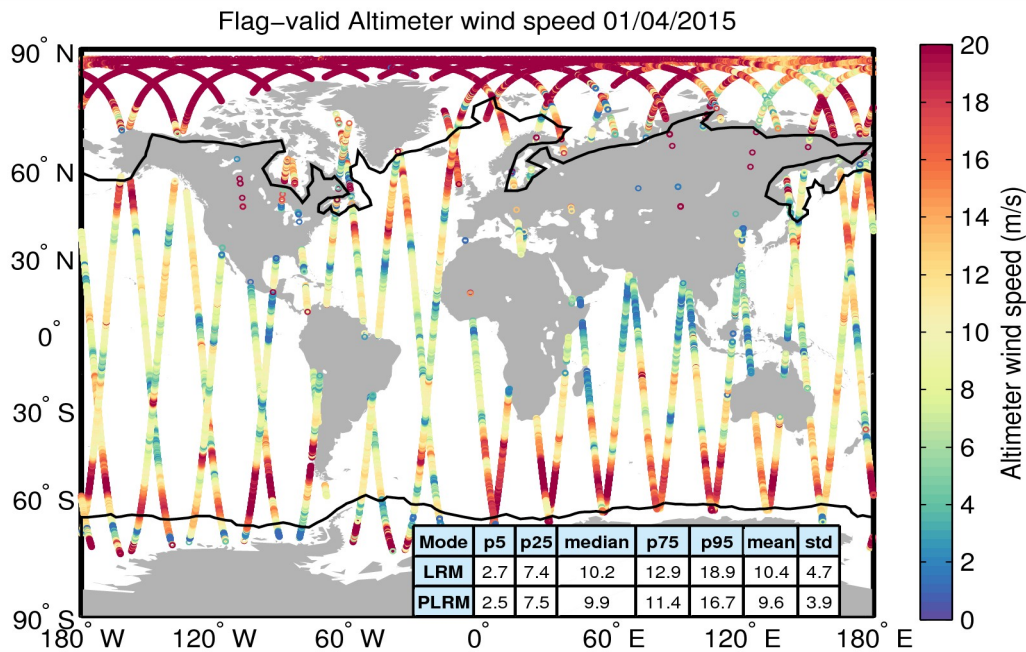 Flag−valid Altimeter wind speed 01/04/2015
90° N
60° N
30° N
0°
30° S
60° S
90° S
180° W
120° W
60° W
0°
60° E
120° E
180° E
Mode p5 p25 median p75 p95 mean std
LRM 2.7 7.4 10.2 12.9 18.9 10.4 4.7
PLRM 2.5 7.5 9.9 11.4 16.7 9.6 3.9
20
18
16
14
12
10
8
6
4
2
0
Altimeter wind speed (m/s)